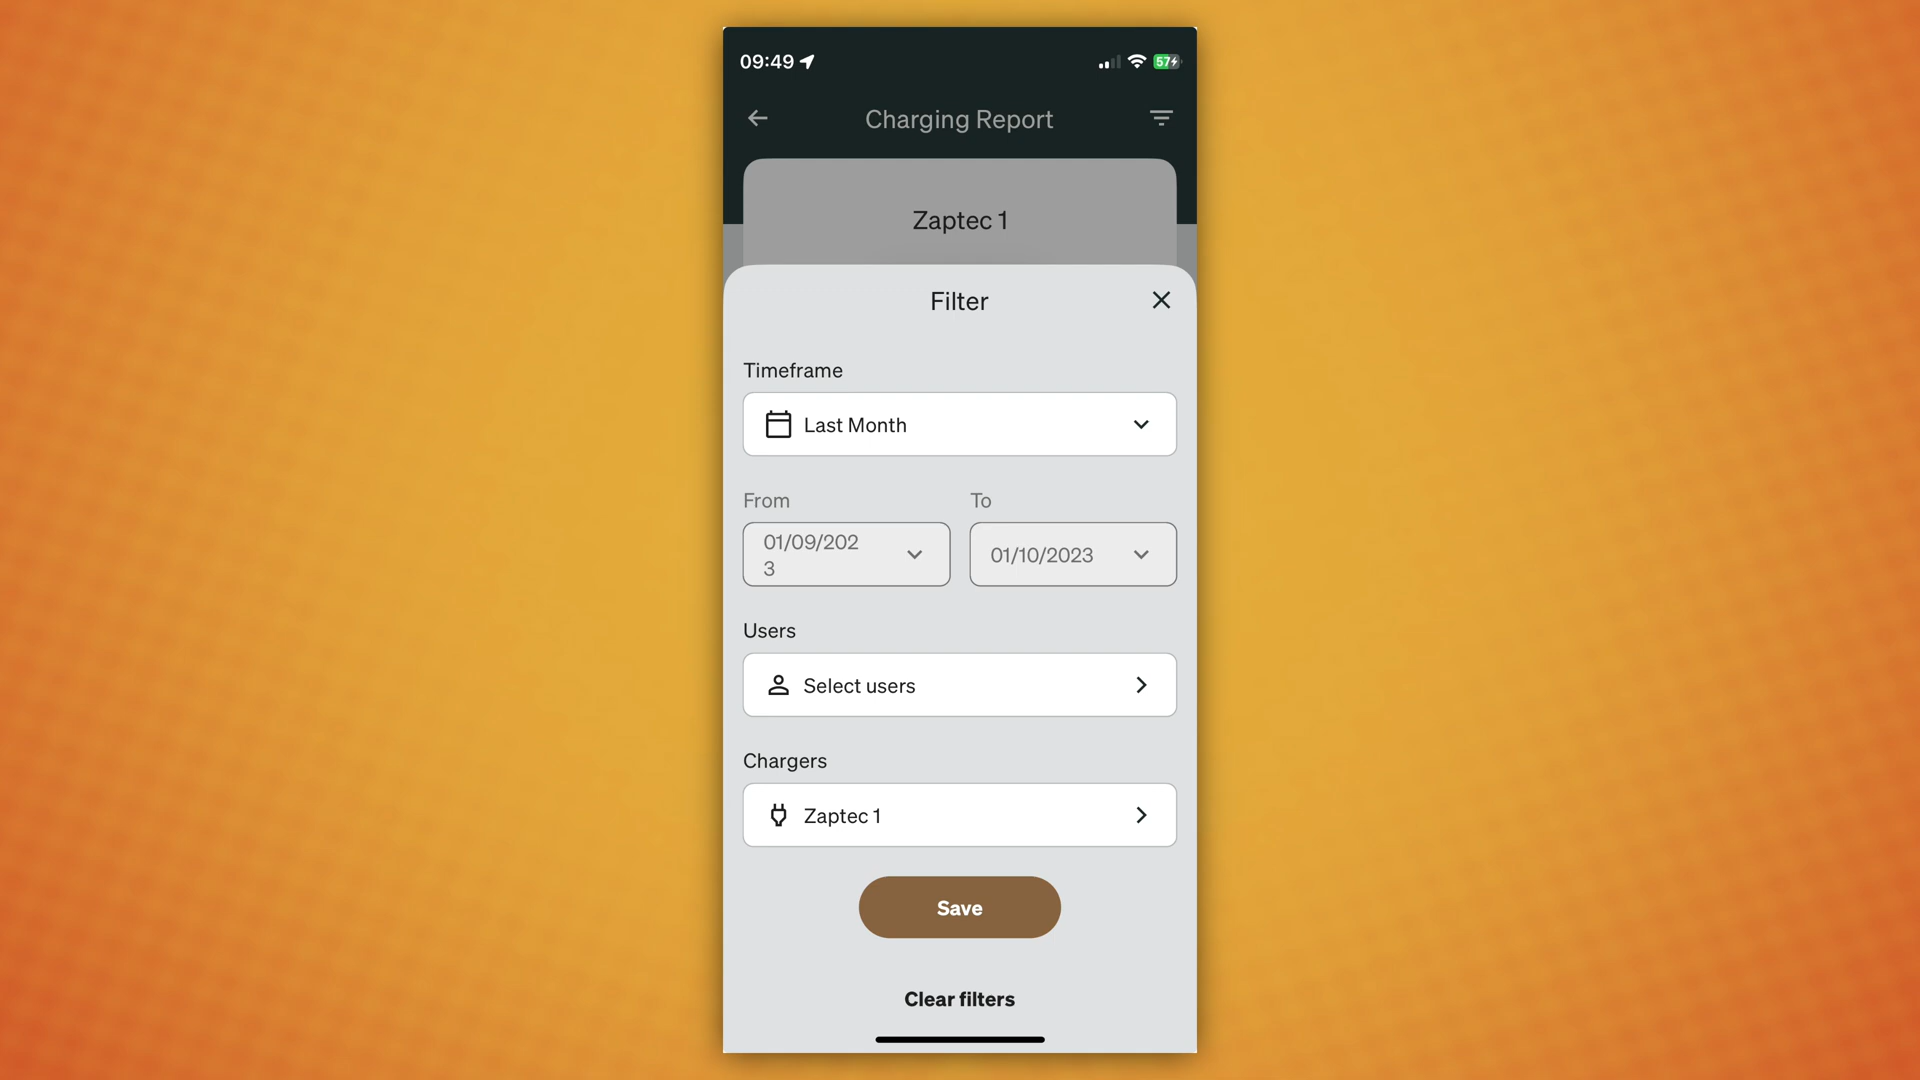 09:49
57
Charging Report
Zaptec 1
Filter
Timeframe
Last Month
From
To
01/09/202
3
01/10/2023
Users
Select users
Chargers
Zaptec 1
Save
Clear filters